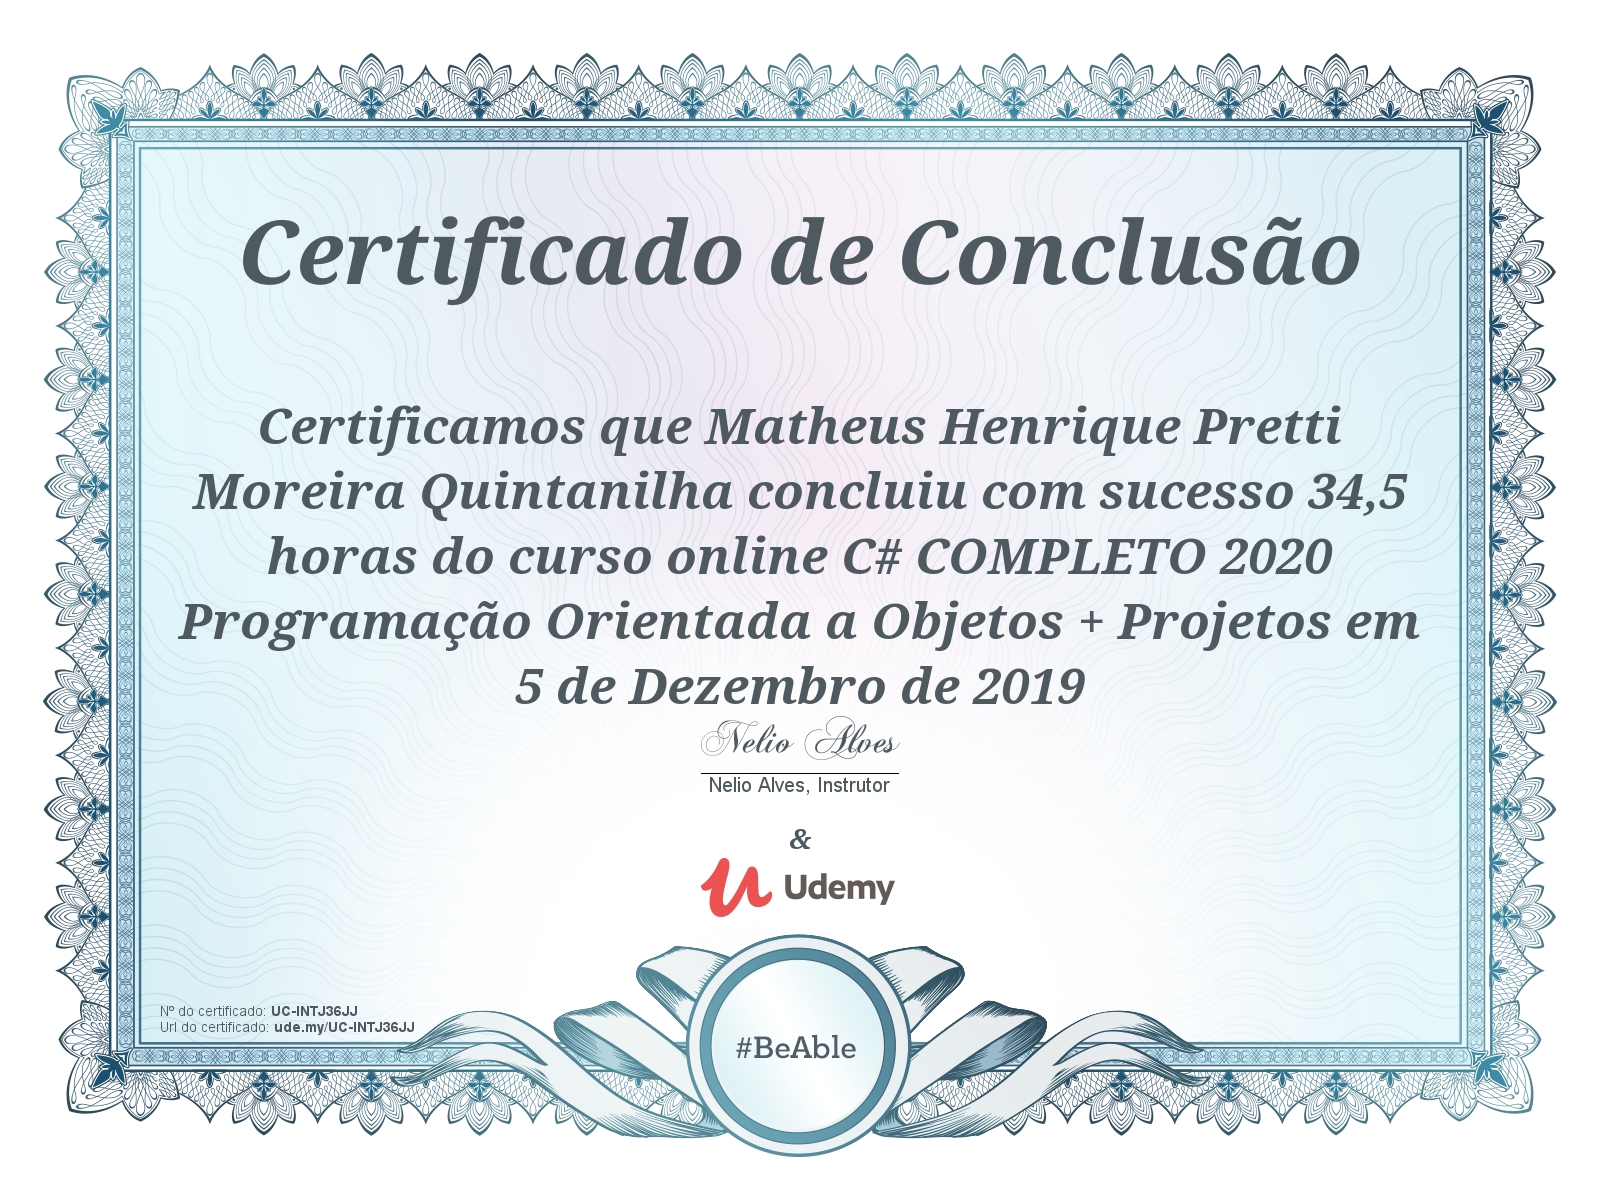 Certificado de Conclusão
Certificamos que Matheus Henrique Pretti
Moreira Quintanilha concluiu com sucesso 34,5
horas do curso online C# COMPLETO 2020
Programação Orientada a Objetos + Projetos em
5 de Dezembro de 2019
Nelio Alves
Nelio Alves, Instrutor
&
Udemy
Nº do certificado: UC-INTJ36JJ
Url do certificado: ude.my/UC-INTJ36JJ
#BeAble